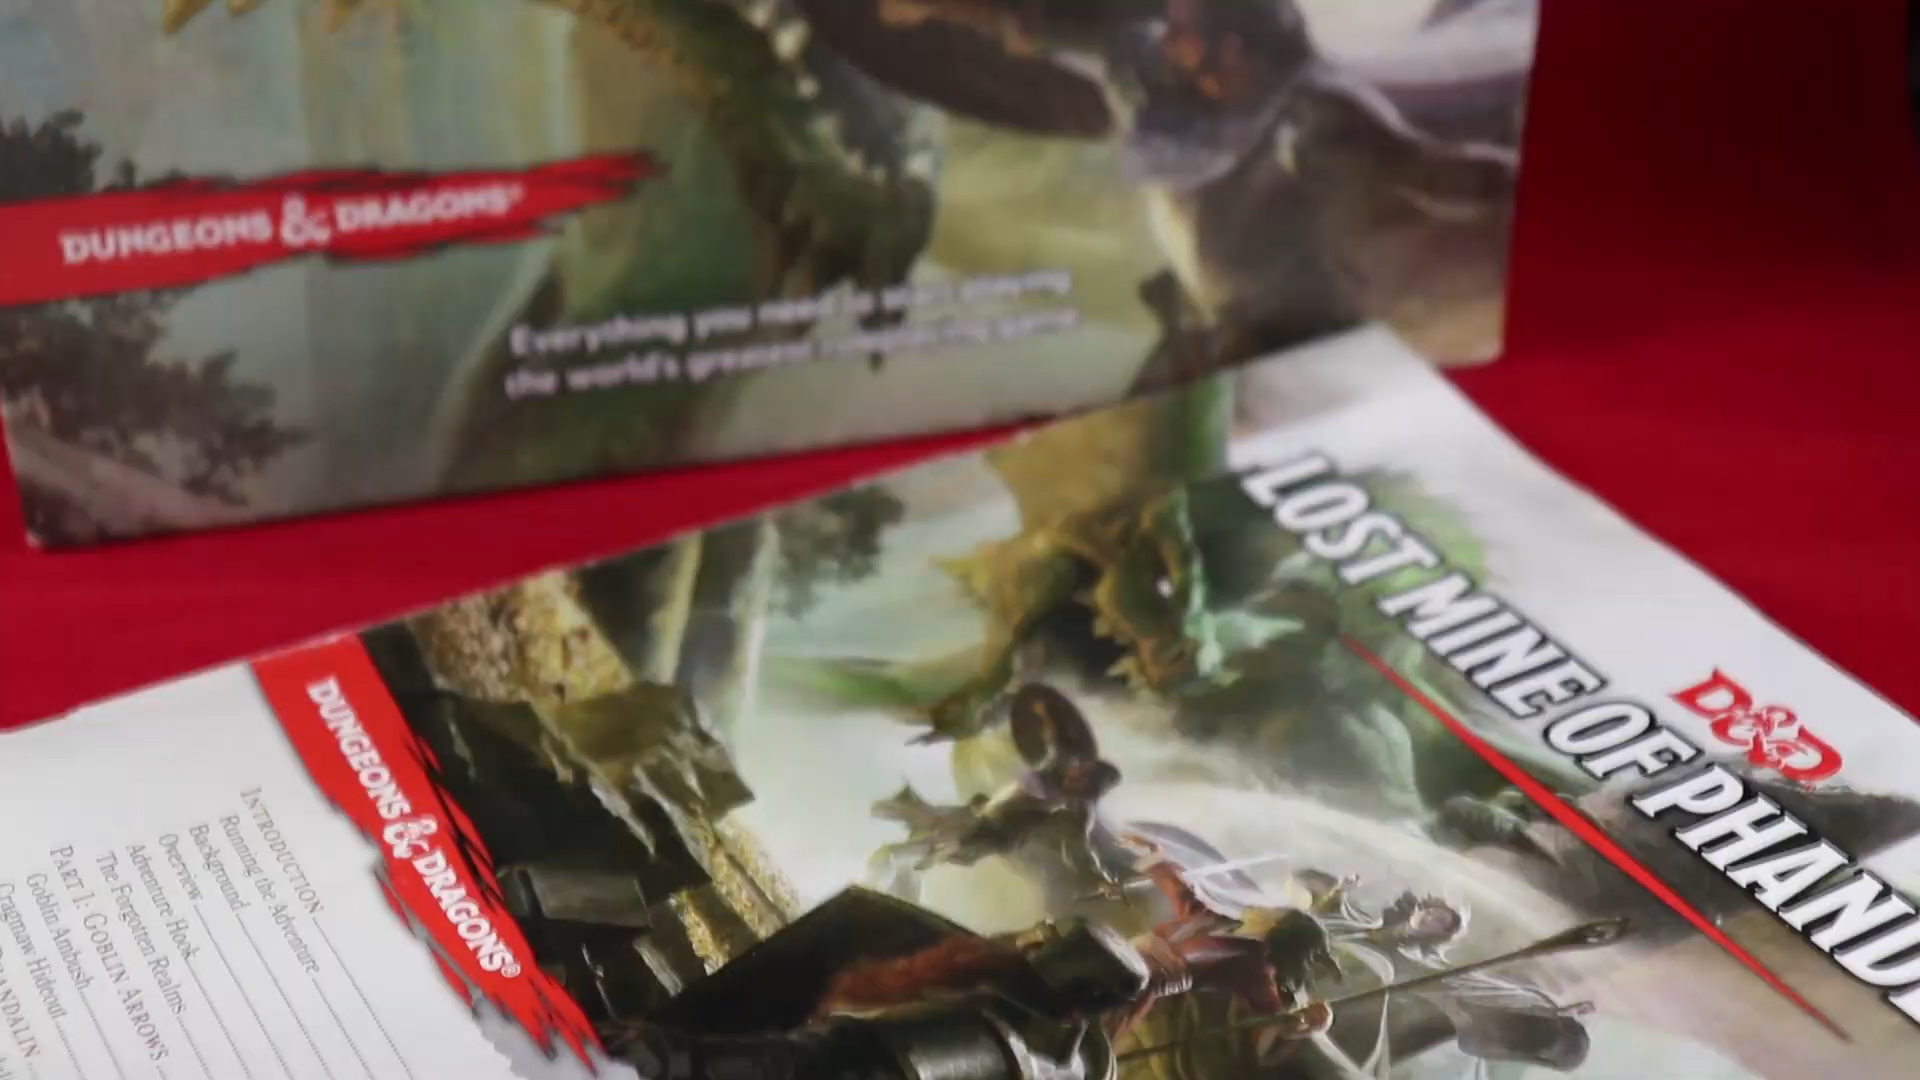 DUNGEONS & DRAGONS®
Everything you need to start playing
the world's greatest roleplaying game
LOST MINE OF PHAND
D&D
DUNGEONS & DRAGONS®
INTRODUCTION
Running the Adventure
Background
Overview
Adventure Hook
The Forgotten Realms
PART 1: GOBLIN ARROWS
Goblin Ambush
Cragmaw Hideout